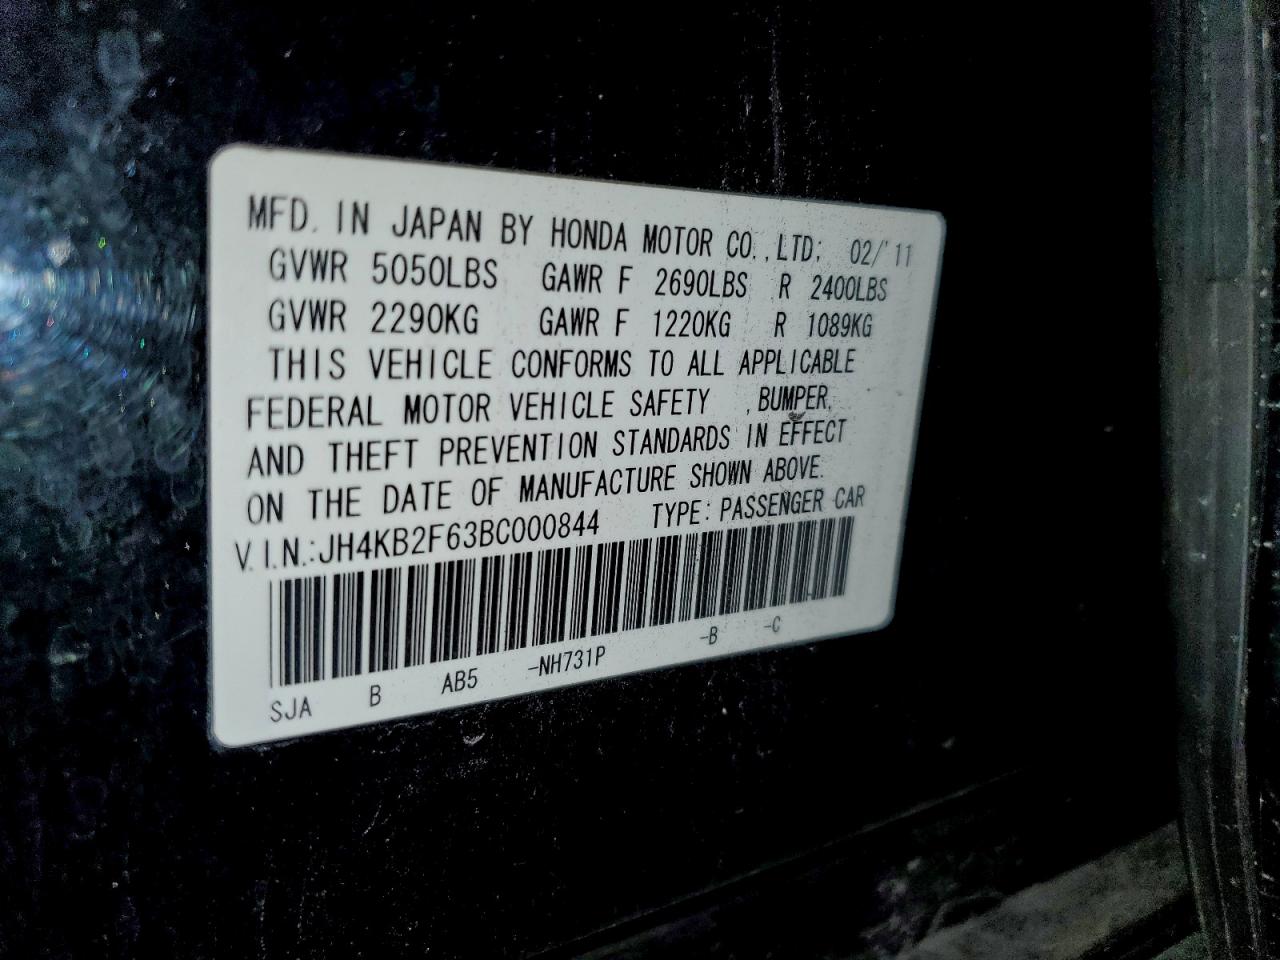 MFD. IN JAPAN BY HONDA MOTOR CO.,LTD; 02/'11
GVWR 5050LBS GAWR F 2690LBS R 2400LBS
GVWR 2290KG GAWR F 1220KG R 1089KG
THIS VEHICLE CONFORMS TO ALL APPLICABLE
FEDERAL MOTOR VEHICLE SAFETY ,BUMPER,
AND THEFT PREVENTION STANDARDS IN EFFECT
ON THE DATE OF MANUFACTURE SHOWN ABOVE.
V.I.N.:JH4KB2F63BC000844 TYPE:PASSENGER CAR
SJA B AB5 -NH731P -B -C